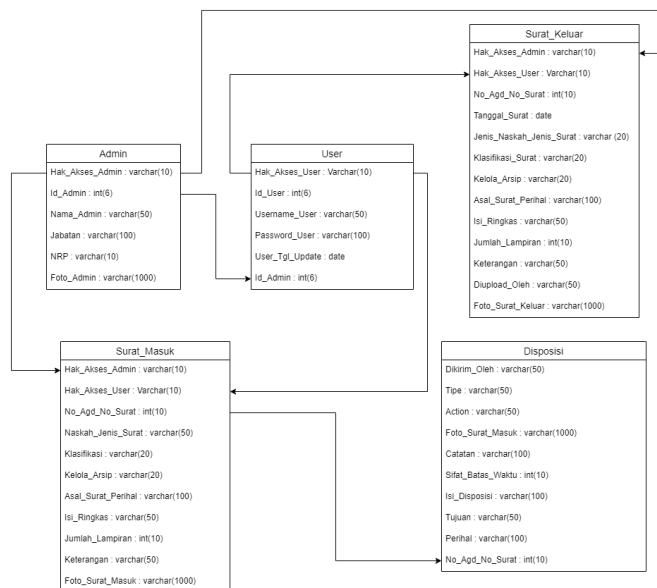 Surat_Keluar
Hak_Akses_Admin : varchar(10)
Hak_Akses_User : Varchar(10)
No_Agd_No_Surat : int(10)
Tanggal_Surat : date
Jenis_Naskah_Jenis_Surat : varchar (20)
Klasifikasi_Surat : varchar(20)
Kelola_Arsip : varchar(20)
Asal_Surat_Perihal : varchar(100)
Isi_Ringkas : varchar(50)
Jumlah_Lampiran : int(10)
Keterangan : varchar(50)
Diupload_Oleh : varchar(50)
Foto_Surat_Keluar : varchar(1000)
Admin
Hak_Akses_Admin : varchar(10)
Id_Admin : int(6)
Nama_Admin : varchar(50)
Jabatan : varchar(100)
NRP : varchar(10)
Foto_Admin : varchar(1000)
User
Hak_Akses_User : Varchar(10)
Id_User : int(6)
Username_User : varchar(50)
Password_User : varchar(100)
User_Tgl_Update : date
Id_Admin : int(6)
Surat_Masuk
Hak_Akses_Admin : varchar(10)
Hak_Akses_User : Varchar(10)
No_Agd_No_Surat : int(10)
Naskah_Jenis_Surat : varchar(50)
Klasifikasi : varchar(20)
Kelola_Arsip : varchar(20)
Asal_Surat_Perihal : varchar(100)
Isi_Ringkas : varchar(50)
Jumlah_Lampiran : int(10)
Keterangan : varchar(50)
Foto_Surat_Masuk : varchar(1000)
Disposisi
Dikirim_Oleh : varchar(50)
Tipe : varchar(50)
Action : varchar(50)
Foto_Surat_Masuk : varchar(1000)
Catatan : varchar(100)
Sifat_Batas_Waktu : int(10)
Isi_Disposisi : varchar(100)
Tujuan : varchar(50)
Perihal : varchar(100)
No_Agd_No_Surat : int(10)